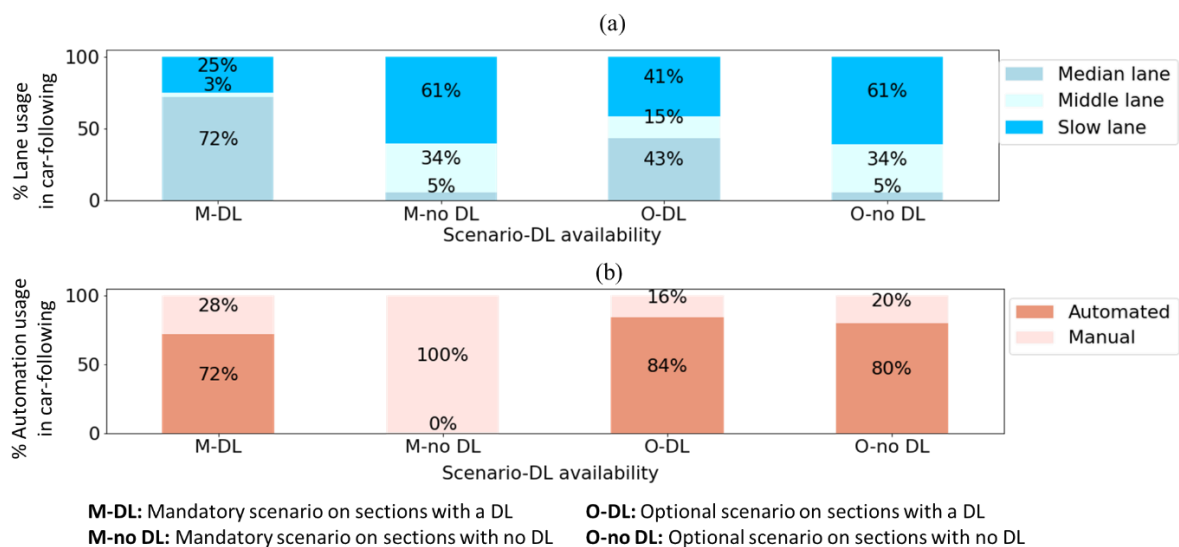 (a)
% Lane usage
in car-following
100
50
0
25%
3%
72%
61%
34%
5%
41%
15%
43%
61%
34%
5%
M-DL
M-no DL
O-DL
O-no DL
Scenario-DL availability
Median lane
Middle lane
Slow lane
(b)
% Automation usage
in car-following
100
50
0
28%
72%
100%
0%
16%
84%
20%
80%
M-DL
M-no DL
O-DL
O-no DL
Scenario-DL availability
Automated
Manual
M-DL: Mandatory scenario on sections with a DL
M-no DL: Mandatory scenario on sections with no DL
O-DL: Optional scenario on sections with a DL
O-no DL: Optional scenario on sections with no DL